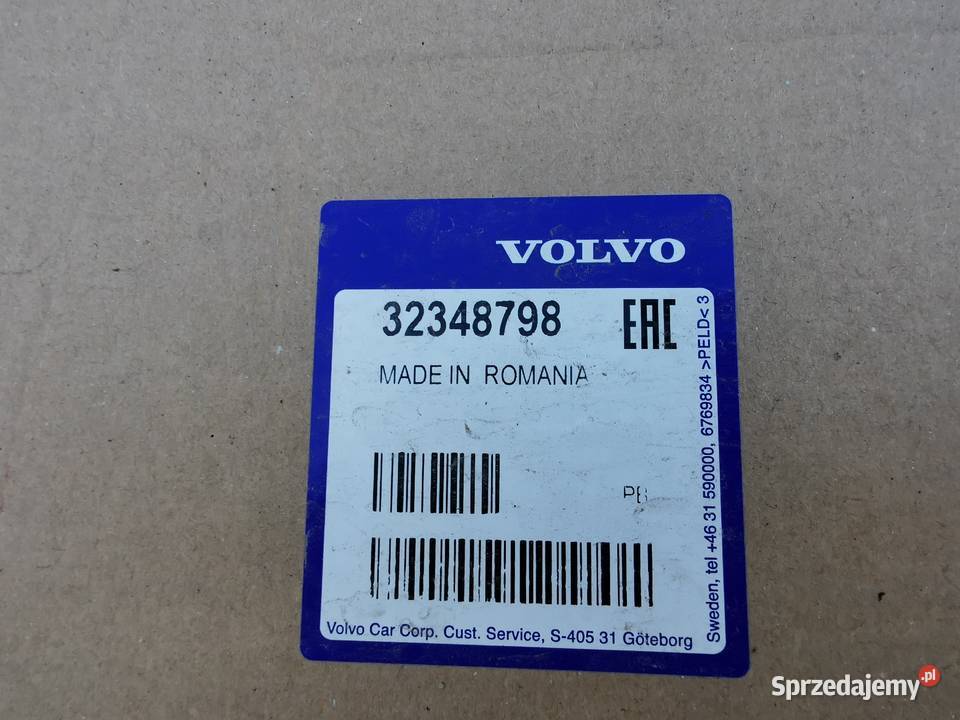 VOLVO
32348798
EAC
MADE IN ROMANIA
Volvo Car Corp. Cust. Service, S-405 31 Göteborg
Sweden, tel +46 31 590000, 6769834 >PELD< 3
Sprzedajemy.pl